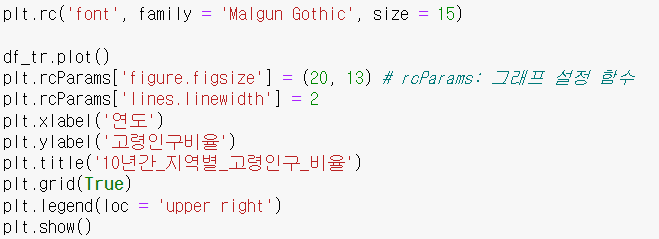 plt.rc('font', family = 'Malgun Gothic', size = 15)
df_tr.plot()
plt.rcParams['figure.figsize'] = (20, 13) # rcParams: 그래프 설정 함수
plt.rcParams['lines.linewidth'] = 2
plt.xlabel('연도')
plt.ylabel('고령인구비율')
plt.title('10년간_지역별_고령인구_비율')
plt.grid(True)
plt.legend(loc = 'upper right')
plt.show()